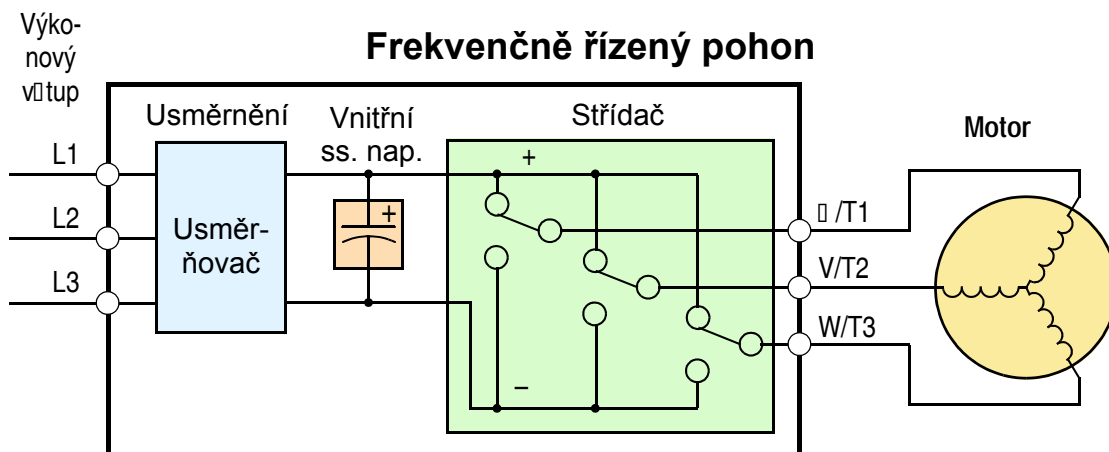 Výko-
nový
v▯tup
Frekvenčně řízený pohon
Usměrnění
Vnitřní
ss. nap.
Střídač
Motor
L1
L2
L3
Usměr-
ňovač
+
+
–
▯ /T1
V/T2
W/T3